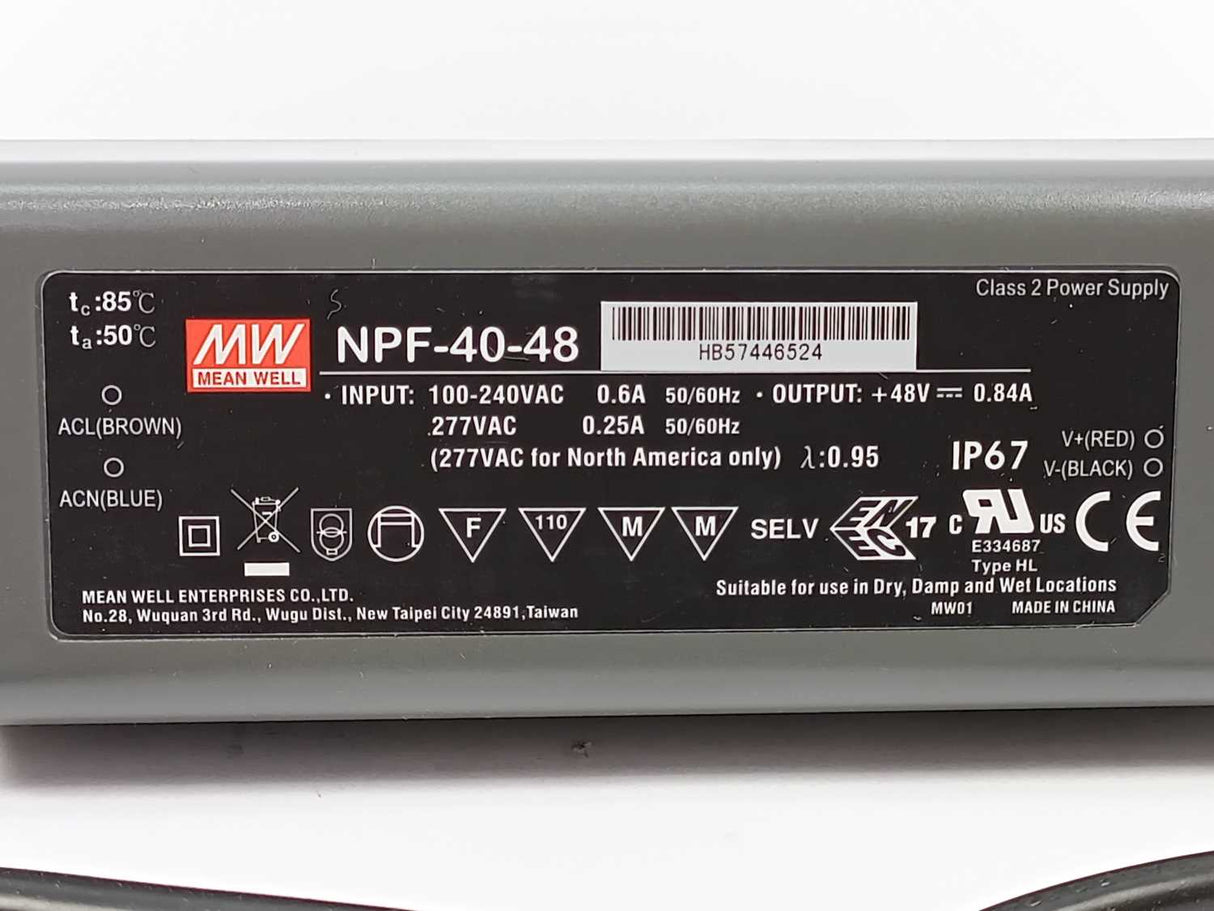 Class 2 Power Supply
tc:85℃
ta:50℃
MW
MEAN WELL
NPF-40-48
HB57446524
· INPUT: 100-240VAC 0.6A 50/60Hz · OUTPUT: +48V⎓ 0.84A
277VAC 0.25A 50/60Hz
(277VAC for North America only) λ:0.95
IP67
ACL(BROWN)
ACN(BLUE)
V+(RED)
V-(BLACK)
F
110
M
M
SELV
ENEC 17
c RU US
E334687
Type HL
CE
Suitable for use in Dry, Damp and Wet Locations
MW01 MADE IN CHINA
MEAN WELL ENTERPRISES CO.,LTD.
No.28, Wuquan 3rd Rd., Wugu Dist., New Taipei City 24891,Taiwan